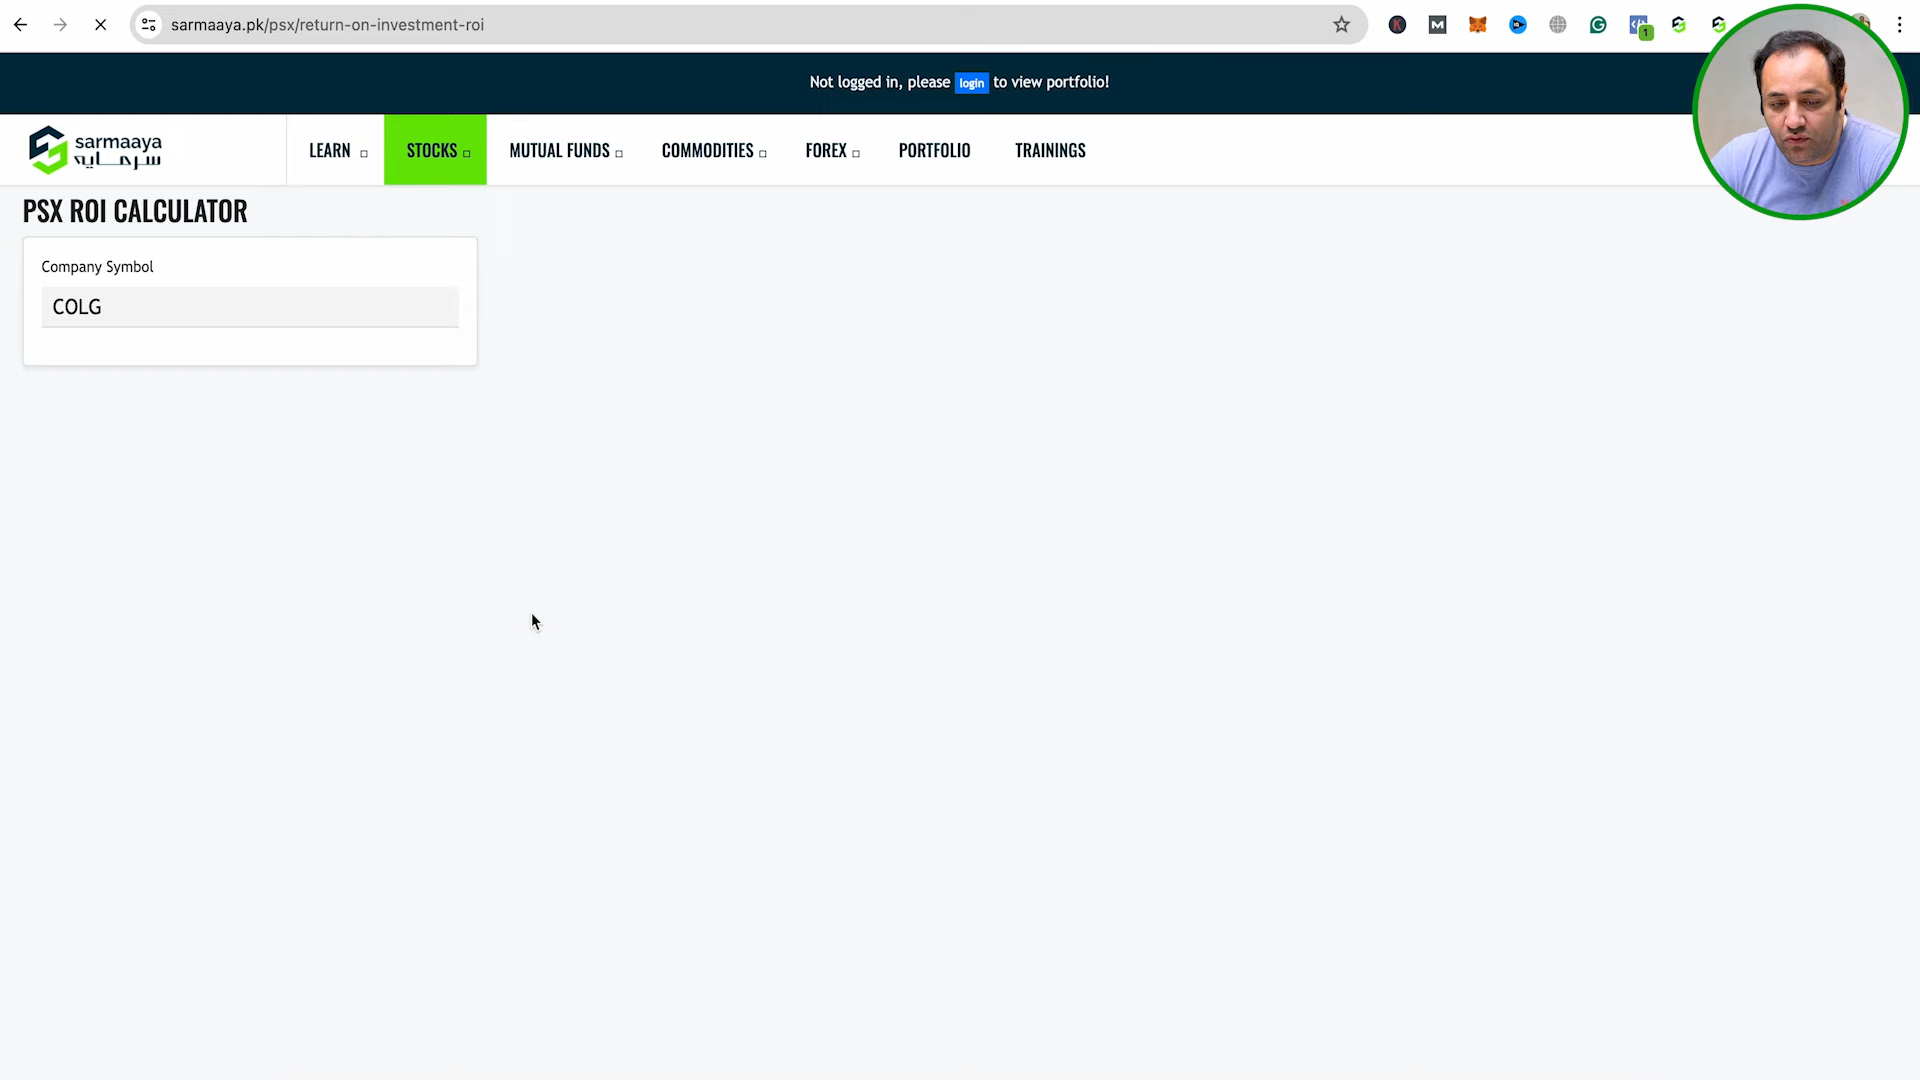 sarmaaya.pk/psx/return-on-investment-roi
1
Not logged in, please login to view portfolio!
sarmaaya
سرمایہ
LEARN
STOCKS
MUTUAL FUNDS
COMMODITIES
FOREX
PORTFOLIO
TRAININGS
PSX ROI CALCULATOR
Company Symbol
COLG